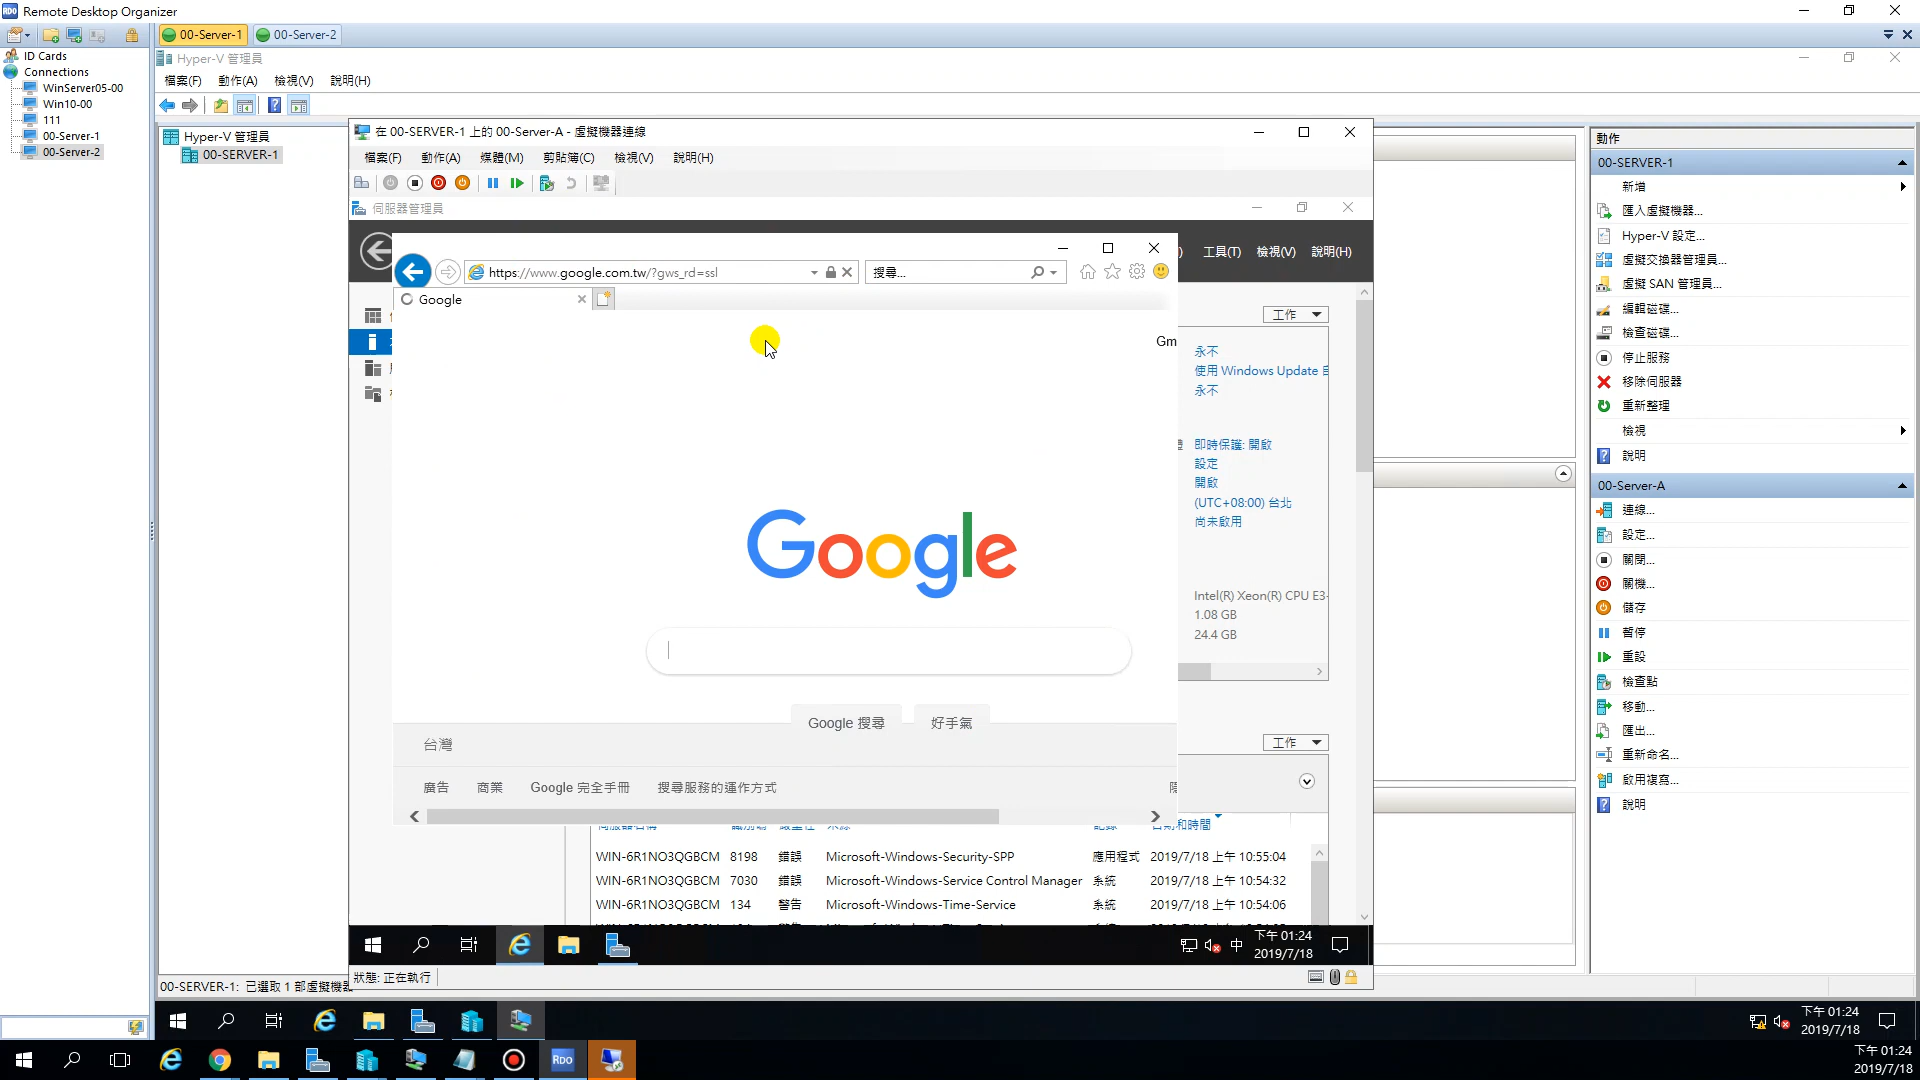 Remote Desktop Organizer
00-Server-1
00-Server-2
ID Cards
Connections
WinServer05-00
Win10-00
111
00-Server-1
00-Server-2
Hyper-V 管理員
檔案(F) 動作(A) 檢視(V) 說明(H)
Hyper-V 管理員
00-SERVER-1
在 00-SERVER-1 上的 00-Server-A - 虛擬機器連線
檔案(F) 動作(A) 媒體(M) 剪貼簿(C) 檢視(V) 說明(H)
伺服器管理員
工具(T) 檢視(V) 說明(H)
https://www.google.com.tw/?gws_rd=ssl
搜尋...
Google
Gm
Google
Google 搜尋 好手氣
台灣
廣告 商業 Google 完全手冊 搜尋服務的運作方式
工作
永不
使用 Windows Update
永不
即時保護: 開啟
設定
開啟
(UTC+08:00) 台北
尚未啟用
Intel(R) Xeon(R) CPU E3-
1.08 GB
24.4 GB
工作
日期和時間
WIN-6R1NO3QGBCM 8198 錯誤 Microsoft-Windows-Security-SPP 應用程式 2019/7/18 上午 10:55:04
WIN-6R1NO3QGBCM 7030 錯誤 Microsoft-Windows-Service Control Manager 系統 2019/7/18 上午 10:54:32
WIN-6R1NO3QGBCM 134 警告 Microsoft-Windows-Time-Service 系統 2019/7/18 上午 10:54:06
中
下午 01:24
2019/7/18
狀態: 正在執行
00-SERVER-1: 已選取 1 部虛擬機器
動作
00-SERVER-1
新增
匯入虛擬機器...
Hyper-V 設定...
虛擬交換器管理員...
虛擬 SAN 管理員...
編輯磁碟...
檢查磁碟...
停止服務
移除伺服器
重新整理
檢視
說明
00-Server-A
連線...
設定...
關閉...
關機...
儲存
暫停
重設
檢查點
移動...
匯出...
重新命名...
啟用複寫...
說明
下午 01:24
2019/7/18
RDO
下午 01:24
2019/7/18